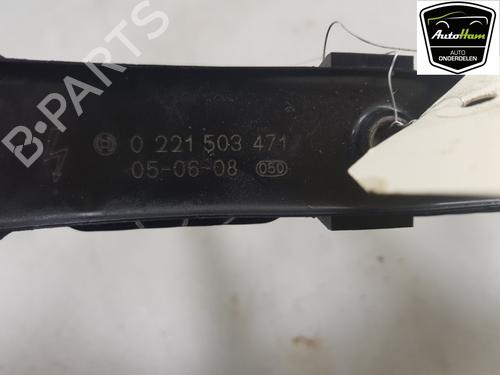 AutoHam
AUTO
ONDERDELEN
B-PARTS
0 221 503 471
05-06-08 050